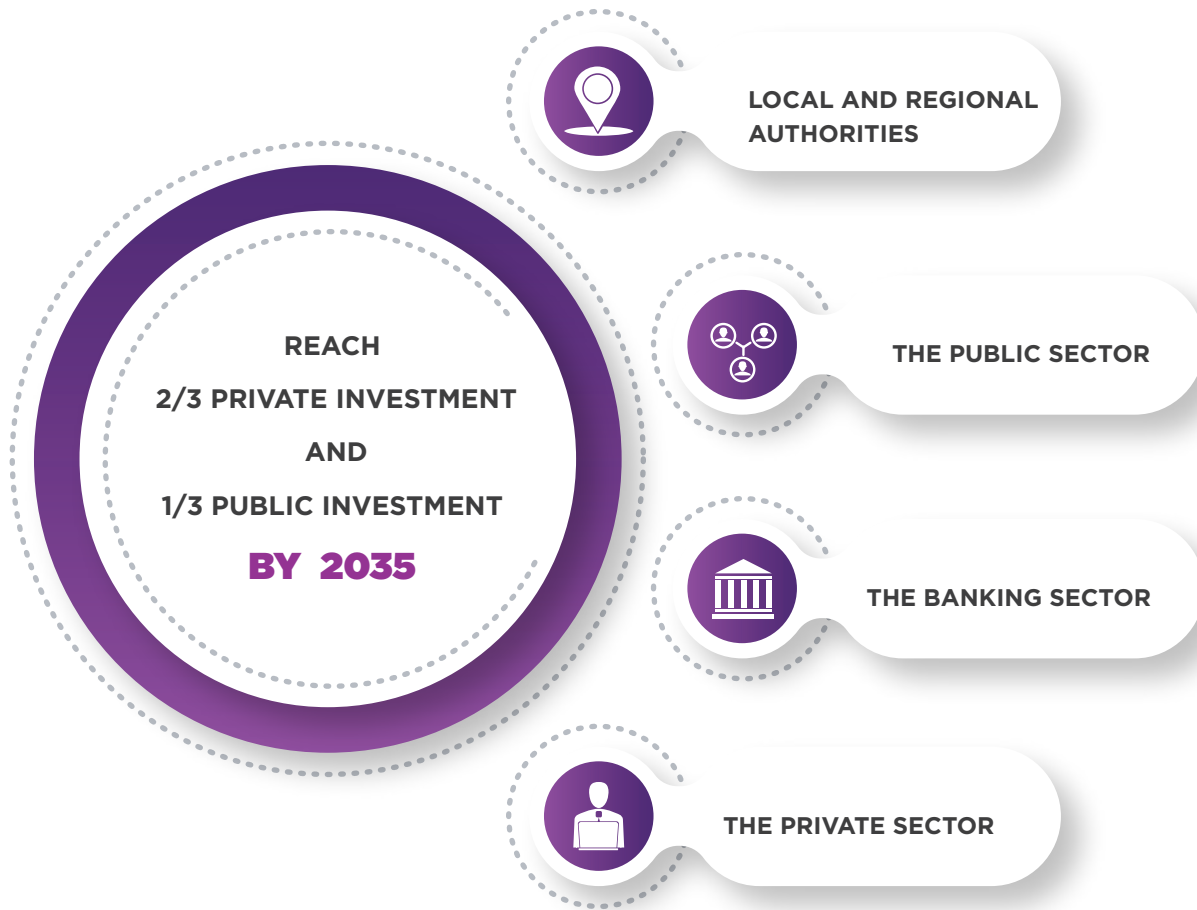 REACH
2/3 PRIVATE INVESTMENT
AND
1/3 PUBLIC INVESTMENT
BY 2035
LOCAL AND REGIONAL
AUTHORITIES
THE PUBLIC SECTOR
THE BANKING SECTOR
THE PRIVATE SECTOR